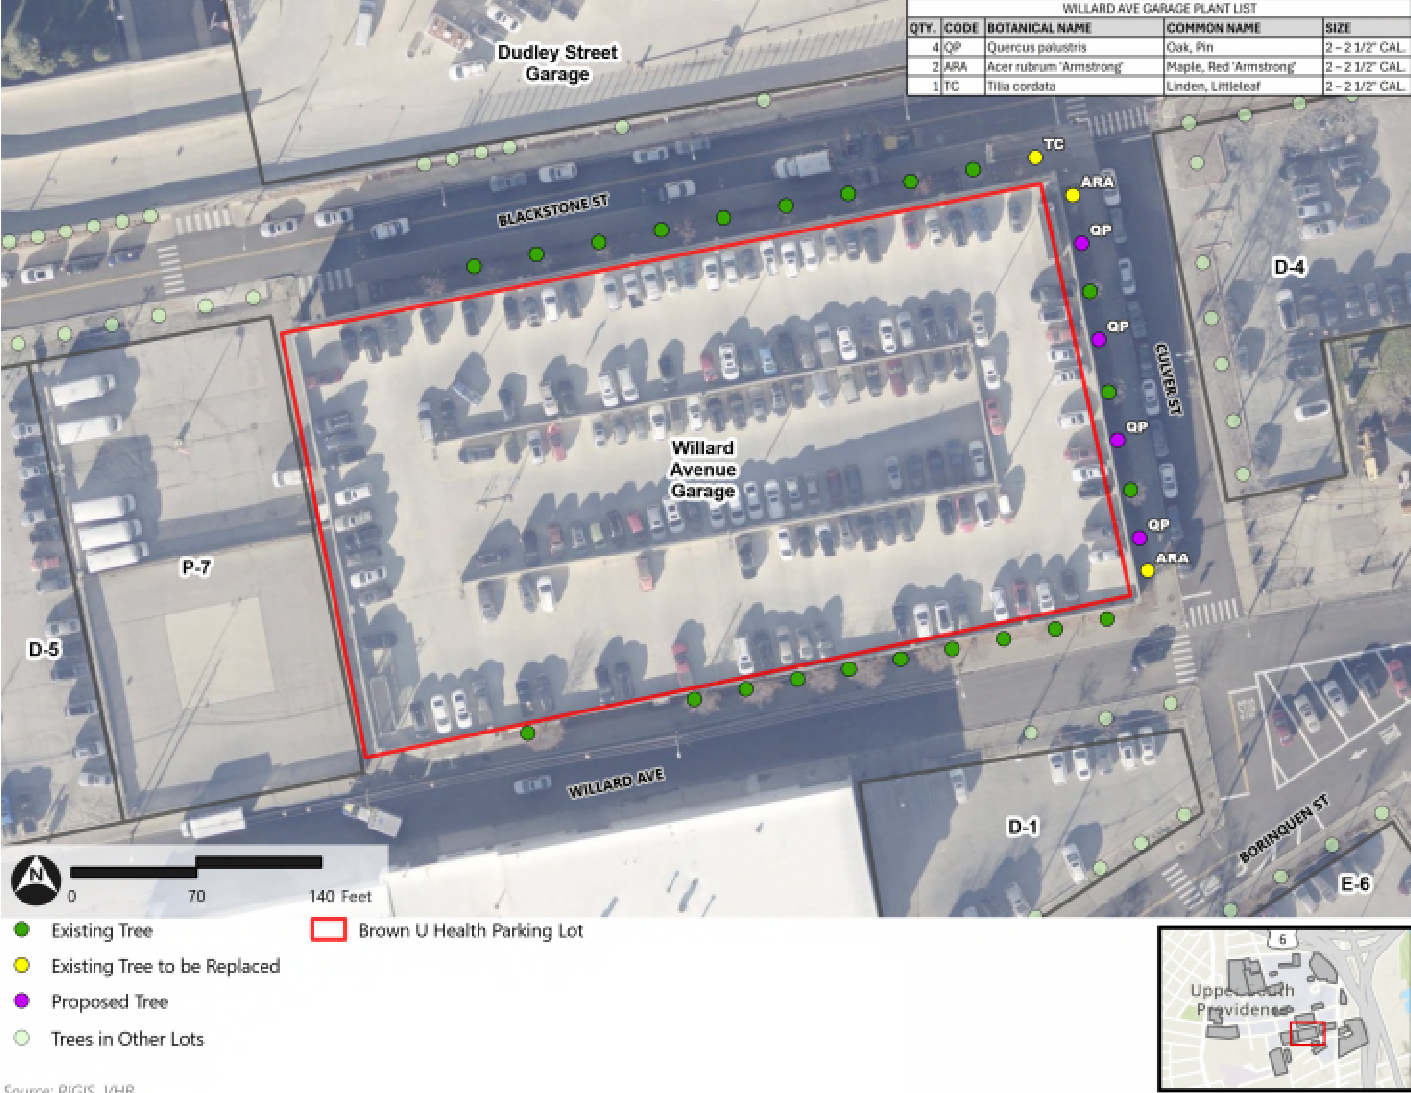 WILLARD AVE GARAGE PLANT LIST
QTY. CODE BOTANICAL NAME COMMON NAME SIZE
4 QP Quercus palustris Oak, Pin 2 – 2 1/2" CAL.
2 ARA Acer rubrum 'Armstrong' Maple, Red 'Armstrong' 2 – 2 1/2" CAL.
1 TC Tilia cordata Linden, Littleleaf 2 – 2 1/2" CAL.
Dudley Street
Garage
TC
ARA
BLACKSTONE ST
QP
D-4
QP
CULVER ST
QP
Willard
Avenue
Garage
QP
ARA
P-7
D-5
WILLARD AVE
D-1
BORINQUEN ST
E-6
N
0 70 140 Feet
Existing Tree
Brown U Health Parking Lot
Existing Tree to be Replaced
Proposed Tree
Trees in Other Lots
6
Upper South
Providence
Source: RIGIS, VHB